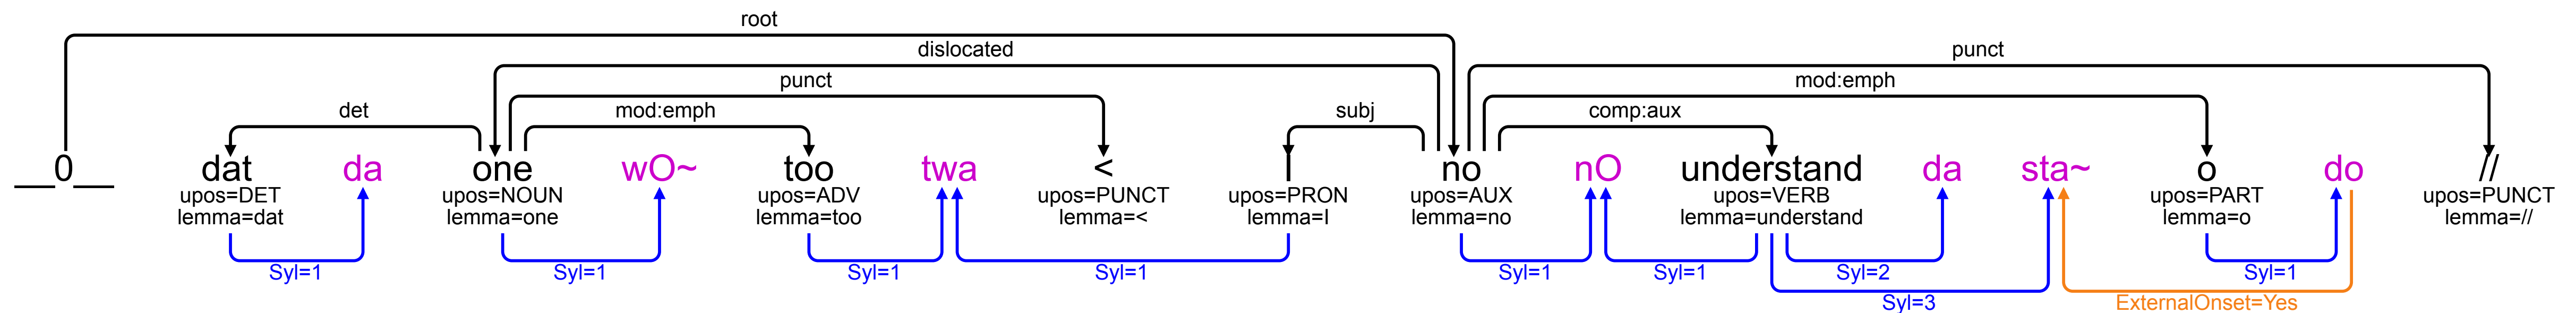 root
dislocated punct
punct mod:emph
det mod:emph subj comp:aux
__0__ dat da one wO~ too twa < I no nO understand da sta~ o do //
upos=DET upos=NOUN upos=ADV upos=PUNCT upos=PRON upos=AUX upos=VERB upos=PART upos=PUNCT
lemma=dat lemma=one lemma=too lemma=< lemma=I lemma=no lemma=understand lemma=o lemma=//
Syl=1 Syl=1 Syl=1 Syl=1 Syl=1 Syl=1 Syl=2 Syl=1
Syl=3 ExternalOnset=Yes